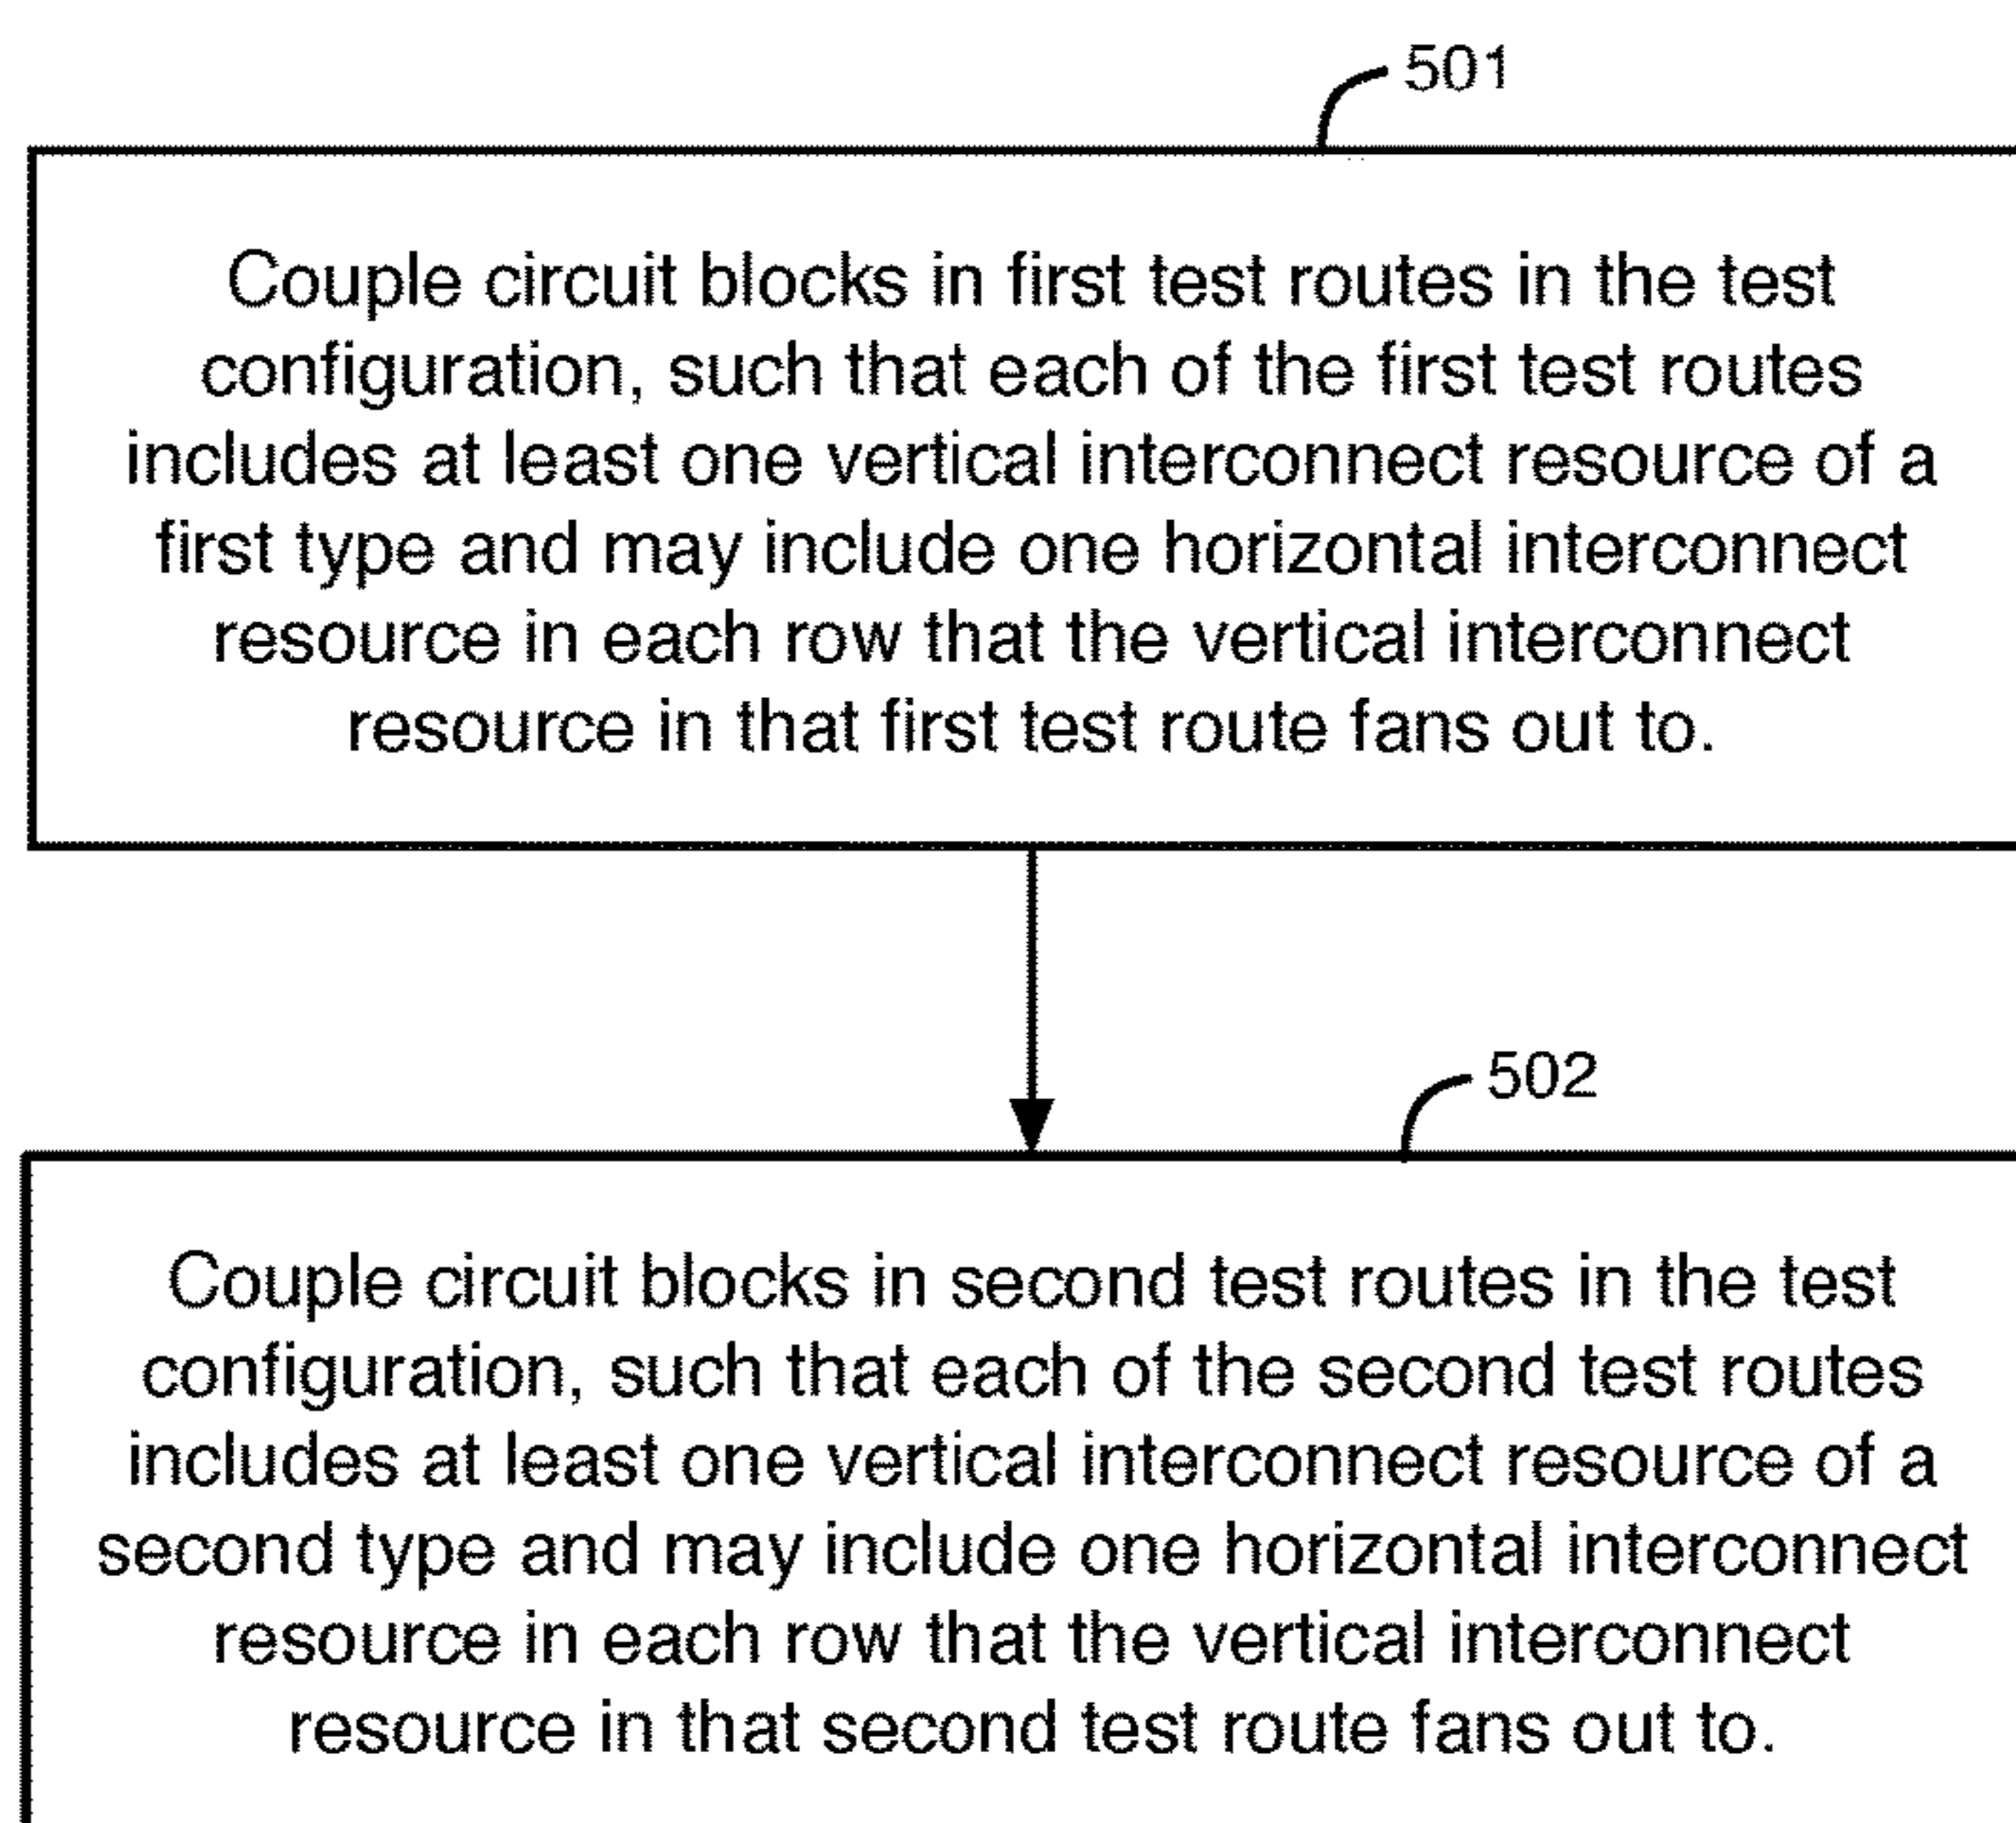 501
Couple circuit blocks in first test routes in the test
configuration, such that each of the first test routes
includes at least one vertical interconnect resource of a
first type and may include one horizontal interconnect
resource in each row that the vertical interconnect
resource in that first test route fans out to.
502
Couple circuit blocks in second test routes in the test
configuration, such that each of the second test routes
includes at least one vertical interconnect resource of a
second type and may include one horizontal interconnect
resource in each row that the vertical interconnect
resource in that second test route fans out to.